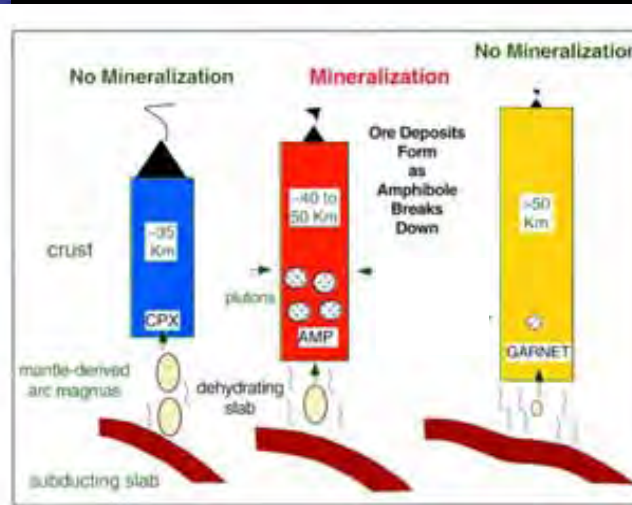 No Mineralization
Mineralization
No Mineralization
Ore Deposits
Form
as
Amphibole
Breaks
Down
~35
Km
~40 to
50 Km
~50
Km
crust
plutons
CPX
AMP
GARNET
mantle-derived
arc magmas
dehydrating
slab
subducting slab